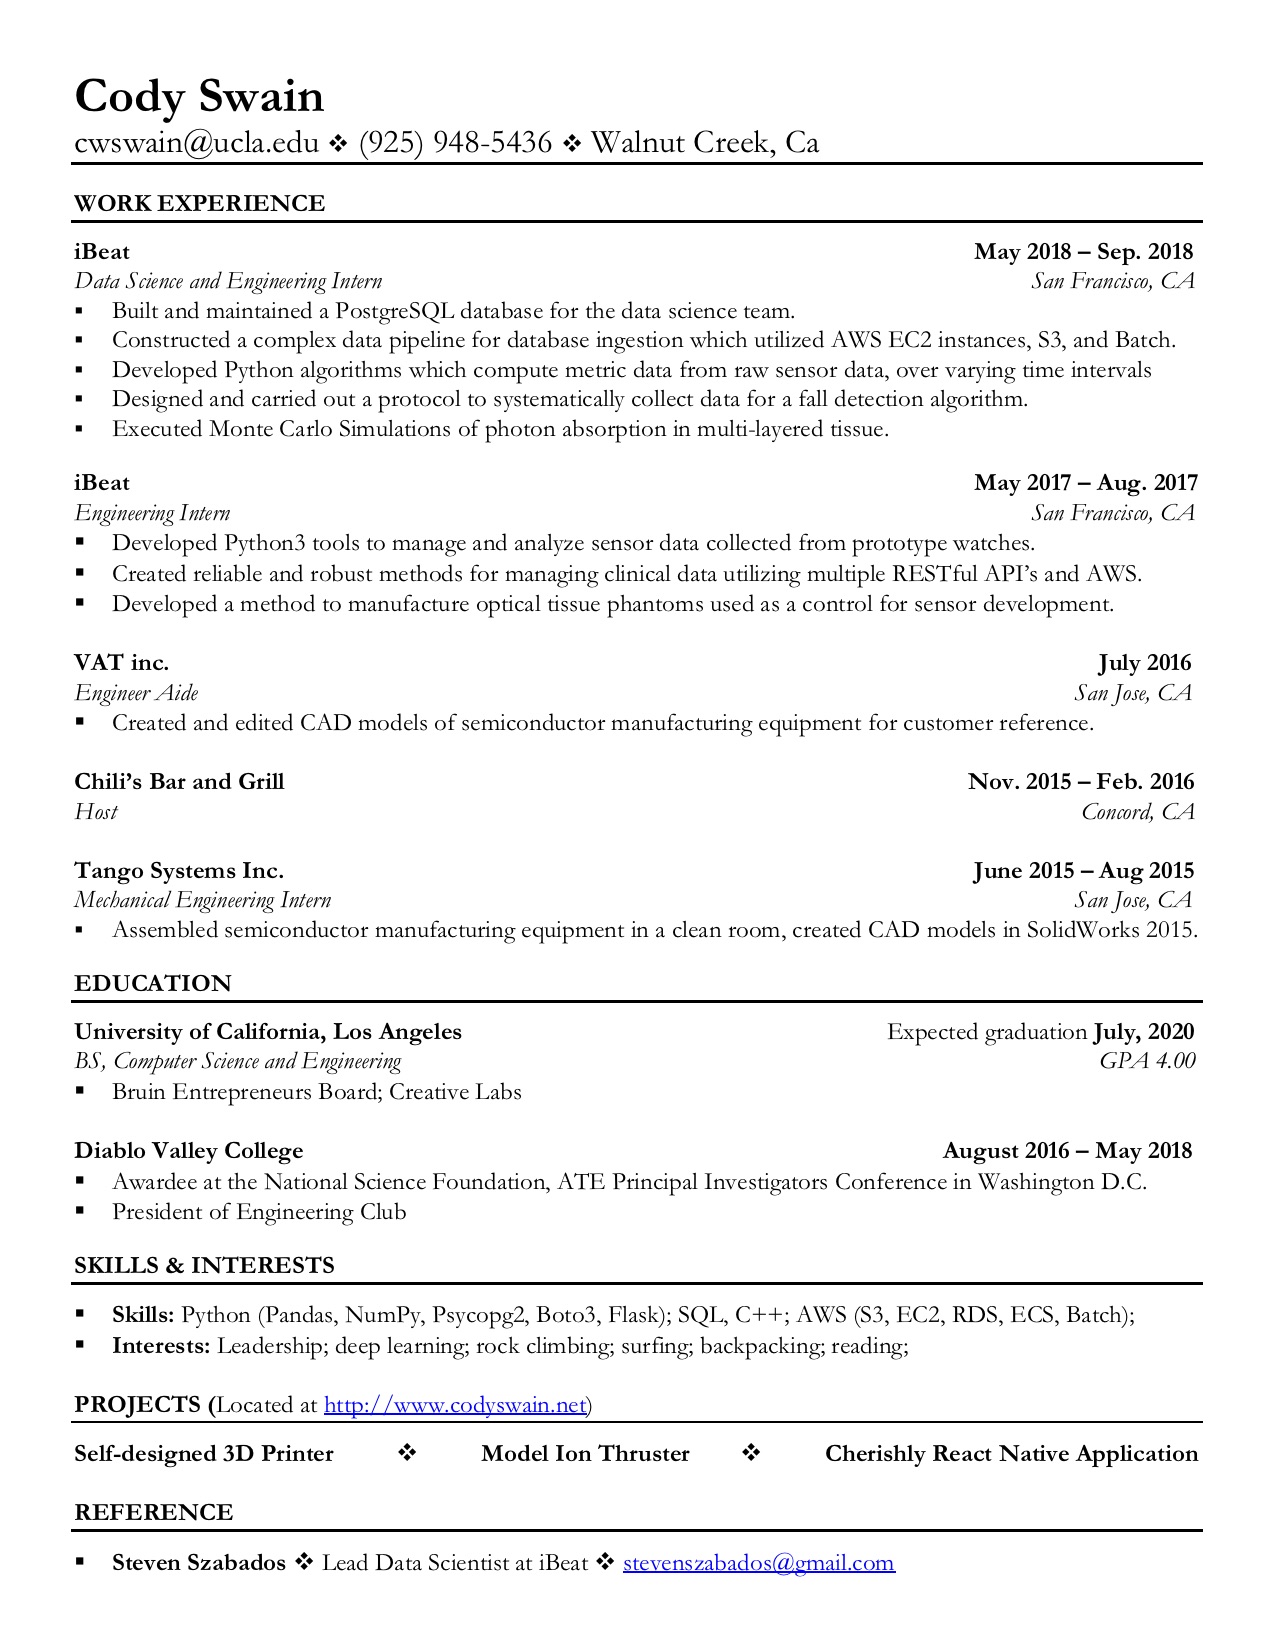 Cody Swain
cwswain@ucla.edu ❖ (925) 948-5436 ❖ Walnut Creek, Ca
WORK EXPERIENCE
iBeat May 2018 – Sep. 2018
Data Science and Engineering Intern San Francisco, CA
▪ Built and maintained a PostgreSQL database for the data science team.
▪ Constructed a complex data pipeline for database ingestion which utilized AWS EC2 instances, S3, and Batch.
▪ Developed Python algorithms which compute metric data from raw sensor data, over varying time intervals
▪ Designed and carried out a protocol to systematically collect data for a fall detection algorithm.
▪ Executed Monte Carlo Simulations of photon absorption in multi-layered tissue.
iBeat May 2017 – Aug. 2017
Engineering Intern San Francisco, CA
▪ Developed Python3 tools to manage and analyze sensor data collected from prototype watches.
▪ Created reliable and robust methods for managing clinical data utilizing multiple RESTful API’s and AWS.
▪ Developed a method to manufacture optical tissue phantoms used as a control for sensor development.
VAT inc. July 2016
Engineer Aide San Jose, CA
▪ Created and edited CAD models of semiconductor manufacturing equipment for customer reference.
Chili’s Bar and Grill Nov. 2015 – Feb. 2016
Host Concord, CA
Tango Systems Inc. June 2015 – Aug 2015
Mechanical Engineering Intern San Jose, CA
▪ Assembled semiconductor manufacturing equipment in a clean room, created CAD models in SolidWorks 2015.
EDUCATION
University of California, Los Angeles Expected graduation July, 2020
BS, Computer Science and Engineering GPA 4.00
▪ Bruin Entrepreneurs Board; Creative Labs
Diablo Valley College August 2016 – May 2018
▪ Awardee at the National Science Foundation, ATE Principal Investigators Conference in Washington D.C.
▪ President of Engineering Club
SKILLS & INTERESTS
▪ Skills: Python (Pandas, NumPy, Psycopg2, Boto3, Flask); SQL, C++; AWS (S3, EC2, RDS, ECS, Batch);
▪ Interests: Leadership; deep learning; rock climbing; surfing; backpacking; reading;
PROJECTS (Located at http://www.codyswain.net)
Self-designed 3D Printer ❖ Model Ion Thruster ❖ Cherishly React Native Application
REFERENCE
▪ Steven Szabados ❖ Lead Data Scientist at iBeat ❖ stevenszabados@gmail.com